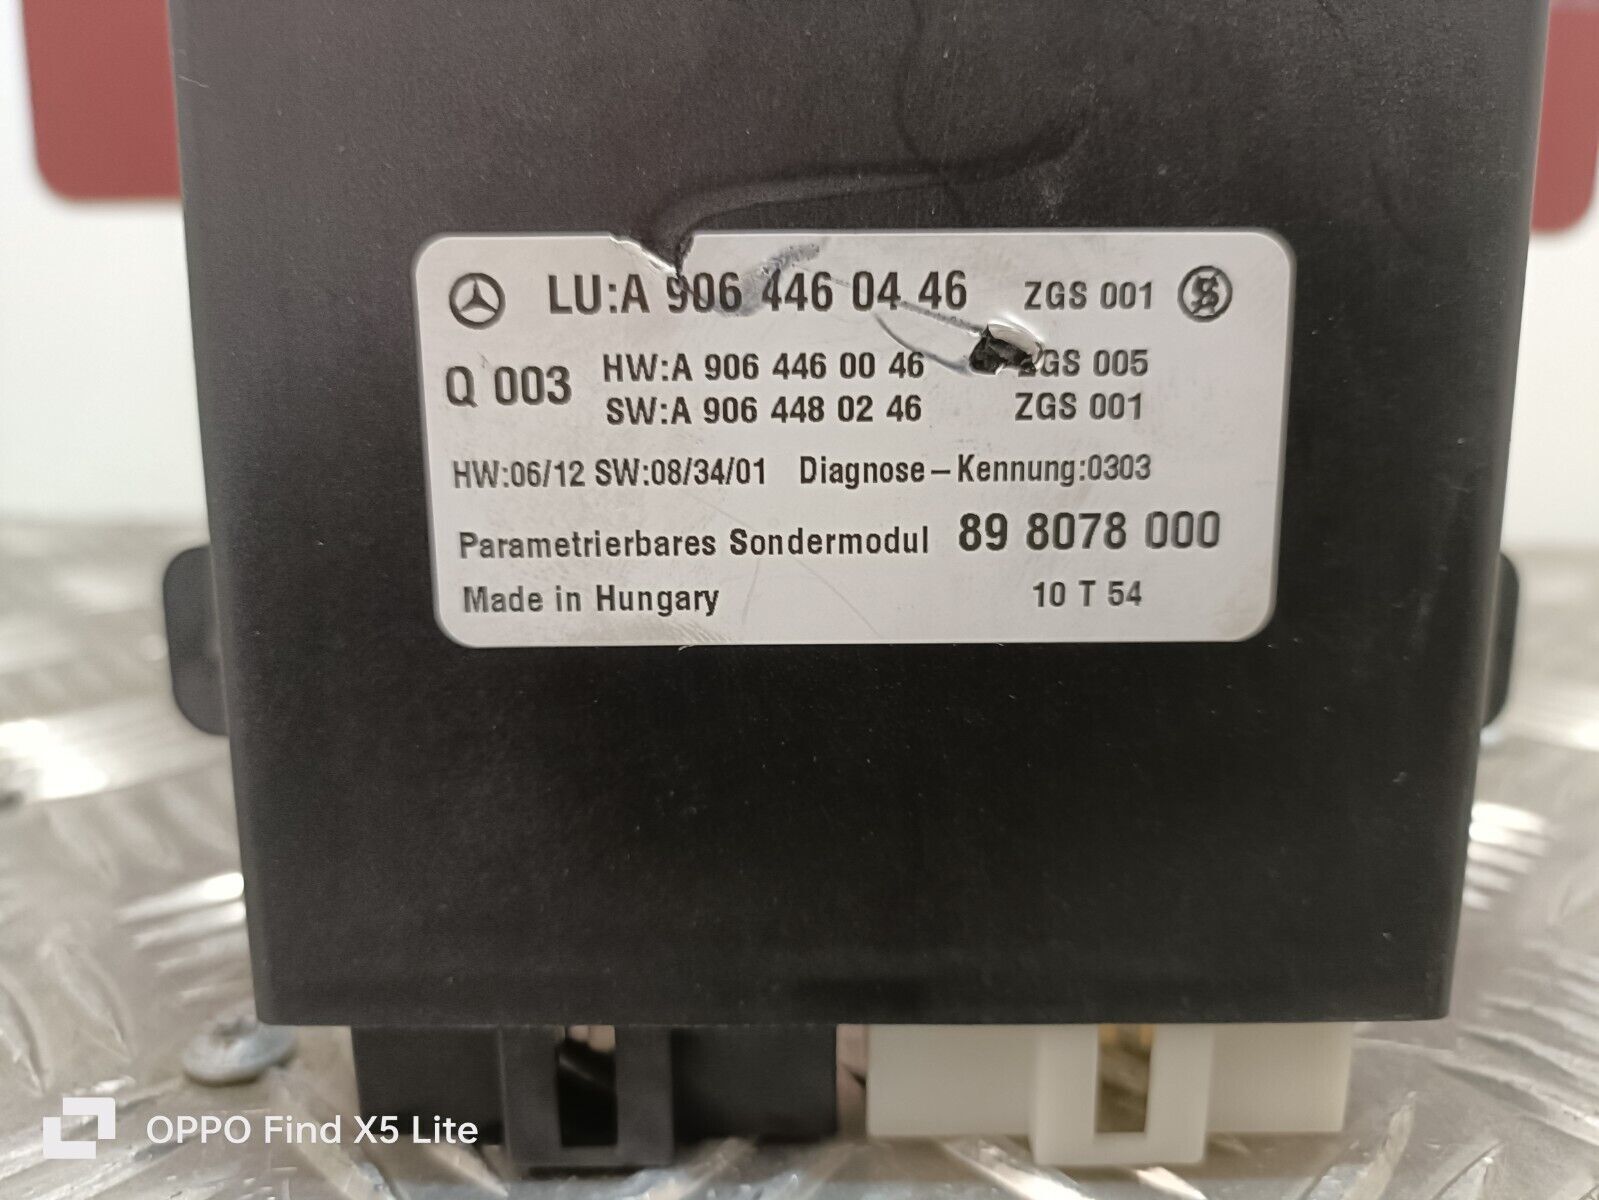 LU:A 906 446 04 46 ZGS 001
Q 003
HW:A 906 446 00 46 ZGS 005
SW:A 906 448 02 46 ZGS 001
HW:06/12 SW:08/34/01 Diagnose-Kennung:0303
Parametrierbares Sondermodul 89 8078 000
Made in Hungary 10 T 54
OPPO Find X5 Lite